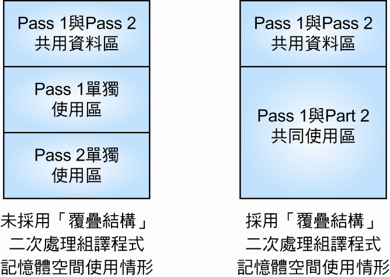 Pass 1與Pass 2
共用資料區
Pass 1單獨
使用區
Pass 2單獨
使用區
未採用「覆疊結構」
二次處理組譯程式
記憶體空間使用情形
Pass 1與Pass 2
共用資料區
Pass 1與Part 2
共同使用區
採用「覆疊結構」
二次處理組譯程式
記憶體空間使用情形